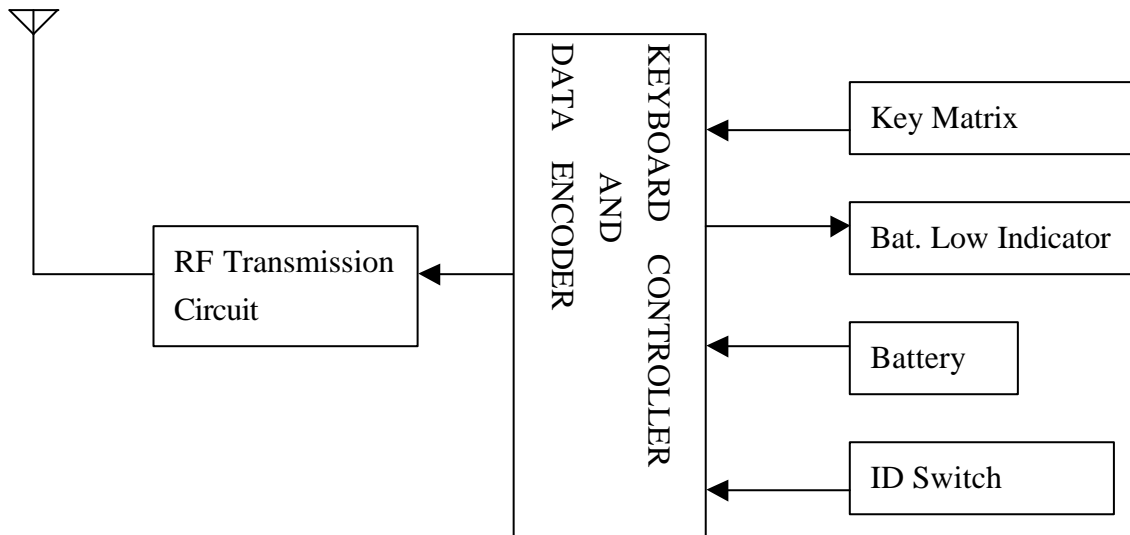 RF Transmission
Circuit
KEYBOARD CONTROLLER
AND
DATA ENCODER
Key Matrix
Bat. Low Indicator
Battery
ID Switch